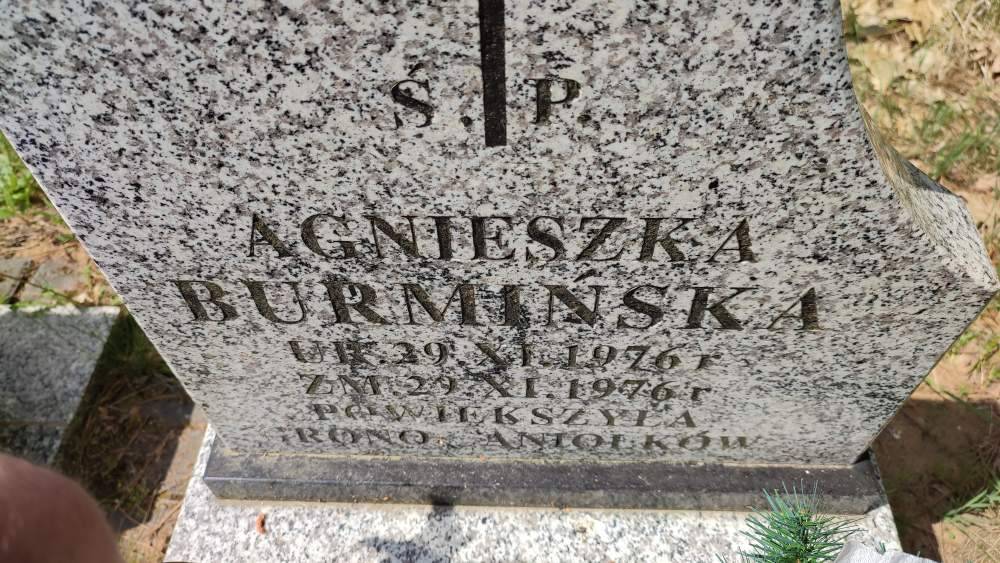 Ś.P.
AGNIESZKA
BURMIŃSKA
UR.29.XI.1976 r
ZM.29.XI.1976 r
POWIĘKSZYŁA
GRONO ANIOŁKÓW